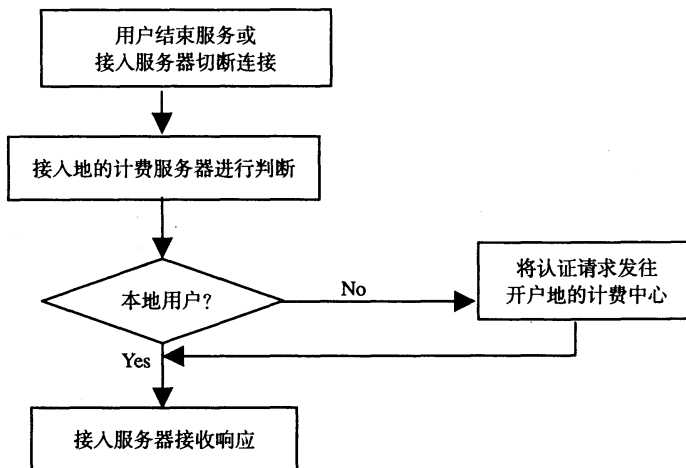 用户结束服务或
接入服务器切断连接
接入地的计费服务器进行判断
本地用户?
No
将认证请求发往
开户地的计费中心
Yes
接入服务器接收响应